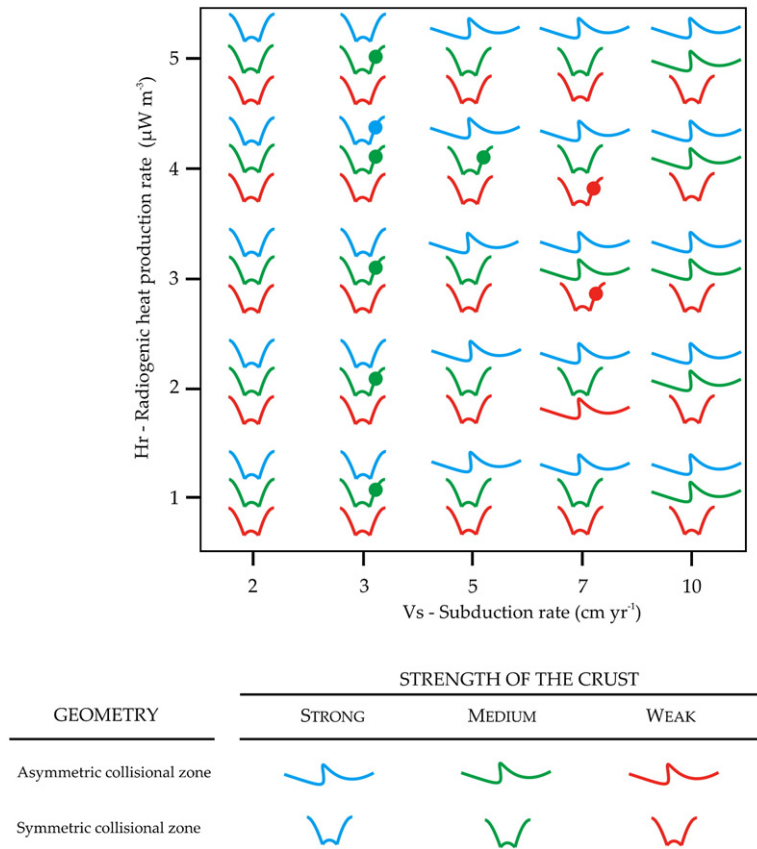 Hr - Radiogenic heat production rate (µW m⁻³)
5
4
3
2
1
2 3 5 7 10
Vs - Subduction rate (cm yr⁻¹)
STRENGTH OF THE CRUST
GEOMETRY STRONG MEDIUM WEAK
Asymmetric collisional zone
Symmetric collisional zone